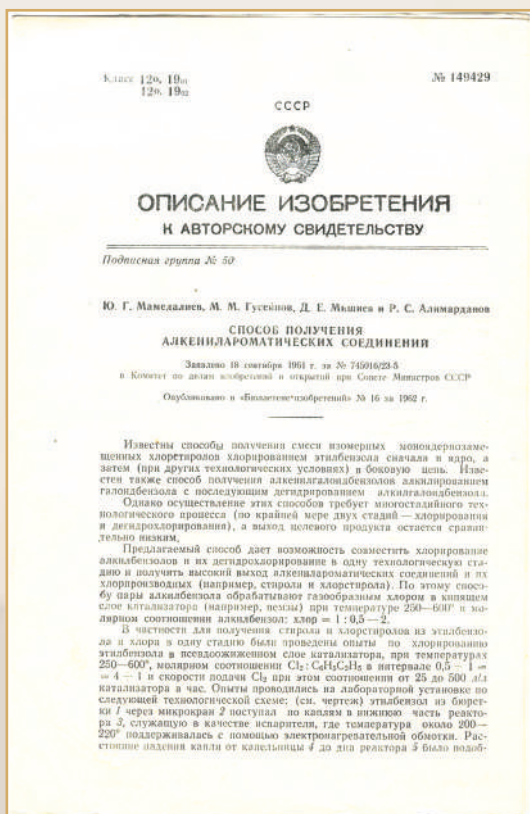 Класс 12o, 19₀₁
12o, 19₀₂
№ 149429
СССР
ОПИСАНИЕ ИЗОБРЕТЕНИЯ
К АВТОРСКОМУ СВИДЕТЕЛЬСТВУ
Подписная группа № 50
Ю. Г. Мамедалиев, М. М. Гусейнов, Д. Е. Мишиев и Р. С. Алимарданов
СПОСОБ ПОЛУЧЕНИЯ
АЛКЕНИЛАРОМАТИЧЕСКИХ СОЕДИНЕНИЙ
Заявлено 18 сентября 1961 г. за № 745016/23-5
в Комитет по делам изобретений и открытий при Совете Министров СССР
Опубликовано в «Бюллетене изобретений» № 16 за 1962 г.
Известны способы получения смеси изомерных моноядернозаме-
щенных хлорстиролов хлорированием этилбензола сначала в ядро, а
затем (при других технологических условиях) в боковую цепь. Извес-
тен также способ получения алкенилгалоидбензолов алкилированием
галоидбензола с последующим дегидрированием алкилгалоидбензола.
Однако осуществление этих способов требует многостадийного тех-
нологического процесса (по крайней мере двух стадий — хлорирования
и дегидрохлорирования), а выход целевого продукта остается сравни-
тельно низким.
Предлагаемый способ дает возможность совместить хлорирование
алкилбензолов и их дегидрохлорирование в одну технологическую ста-
дию и получить высокий выход алкенилароматических соединений и их
хлорпроизводных (например, стирола и хлорстирола). По этому спосо-
бу пары алкилбензола обрабатывают газообразным хлором в кипящем
слое катализатора (например, пемзы) при температуре 250—600° и мо-
лярном соотношении алкилбензол: хлор = 1 : 0,5—2.
В частности для получения стирола и хлорстиролов из этилбензо-
ла и хлора в одну стадию были проведены опыты по хлорированию
этилбензола в псевдоожиженном слое катализатора, при температурах
250—600°, молярном соотношении Cl₂ : C₆H₅C₂H₅ в интервале 0,5 ÷ 1 =
= 4 ÷ 1 и скорости подачи Cl₂ при этом соотношении от 25 до 500 л/л
катализатора в час. Опыты проводились на лабораторной установке по
следующей технологической схеме: (см. чертеж) этилбензол из бюрет-
ки 1 через микрокран 2 поступал по каплям в нижнюю часть реакто-
ра 3, служащую в качестве испарителя, где температура около 200—
220° поддерживалась с помощью электронагревательной обмотки. Рас-
стояние падения капли от капельницы 4 до дна реактора 5 было подоб-